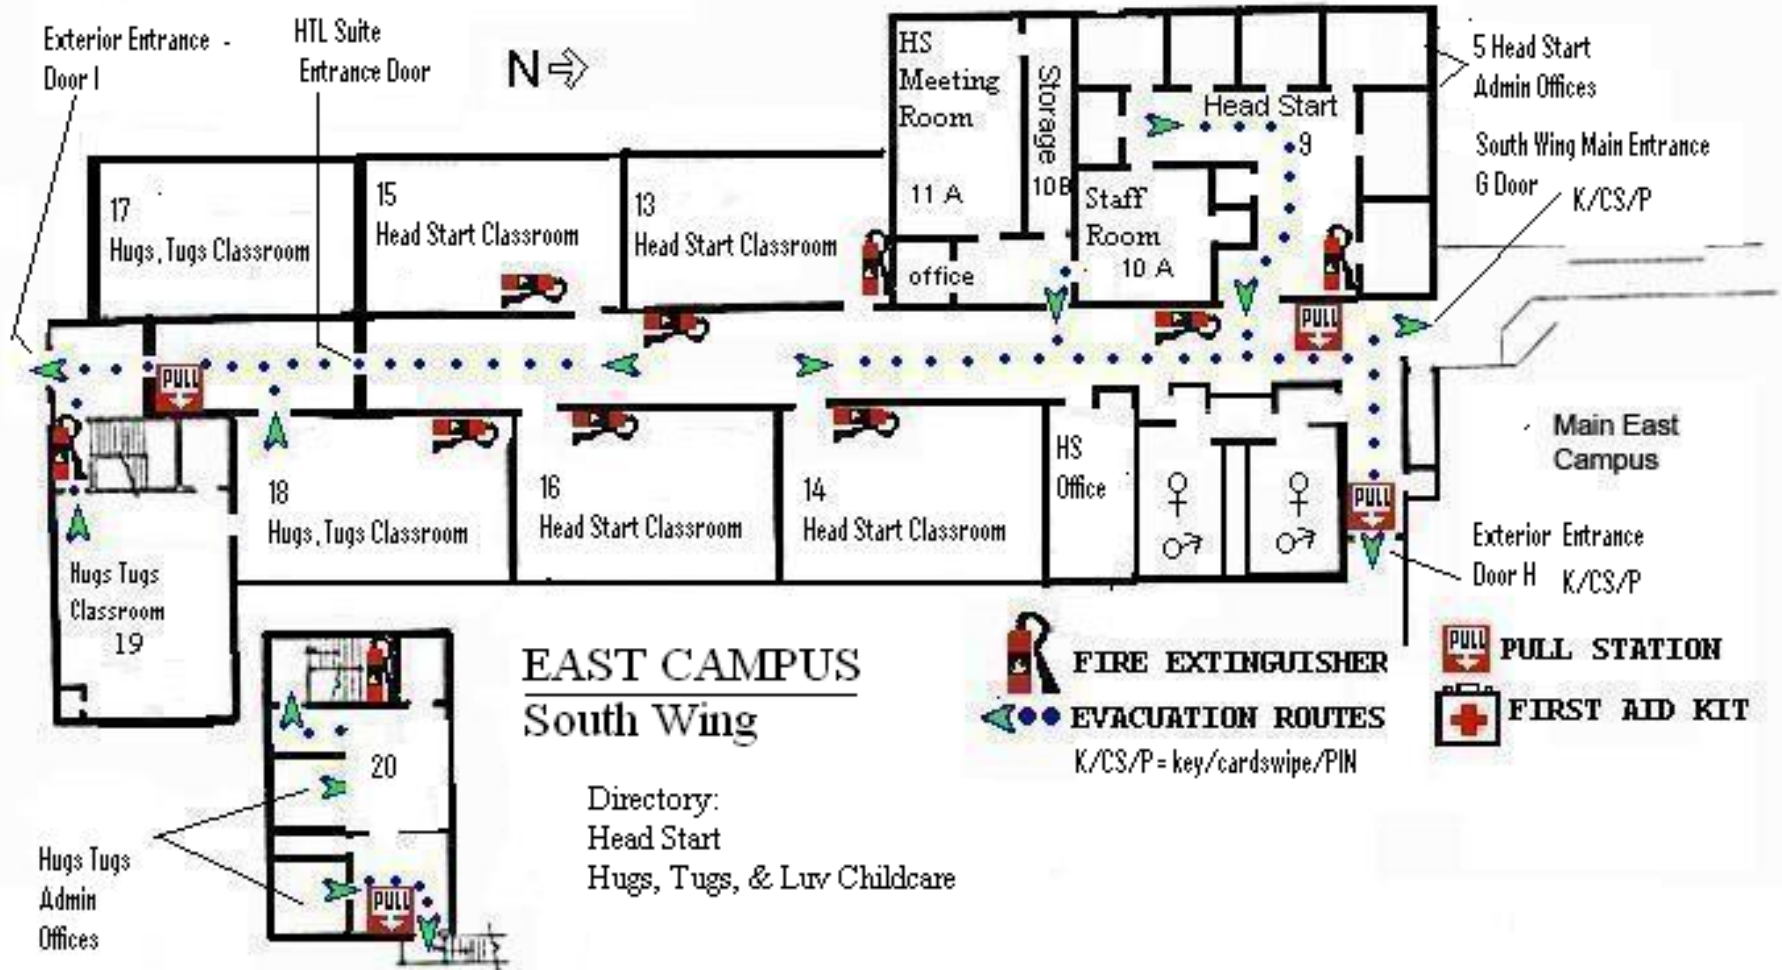 Exterior Entrance -
Door I
HTL Suite
Entrance Door
N
HS
Meeting
Room
11 A
Storage
10B
Head Start
9
5 Head Start
Admin Offices
South Wing Main Entrance
G Door K/CS/P
17
Hugs, Tugs Classroom
15
Head Start Classroom
13
Head Start Classroom
office
Staff
Room
10 A
PULL
PULL
18
Hugs, Tugs Classroom
16
Head Start Classroom
14
Head Start Classroom
HS
Office
PULL
Main East
Campus
Exterior Entrance
Door H K/CS/P
Hugs Tugs
Classroom
19
EAST CAMPUS
South Wing
Directory:
Head Start
Hugs, Tugs, & Luv Childcare
FIRE EXTINGUISHER
EVACUATION ROUTES
K/CS/P = key/cardswipe/PIN
PULL
PULL STATION
FIRST AID KIT
20
Hugs Tugs
Admin
Offices
PULL